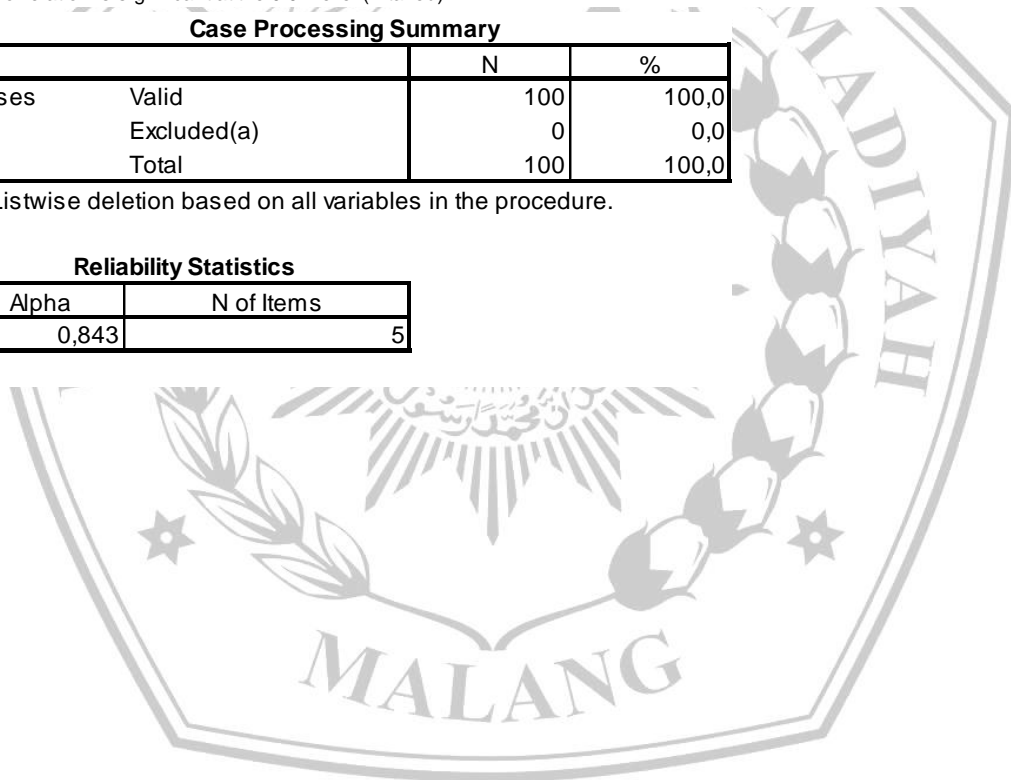 Case Processing Summary
N %
Valid 100 100,0
Excluded(a) 0 0,0
Total 100 100,0
Listwise deletion based on all variables in the procedure.
Reliability Statistics
Alpha N of Items
0,843 5
MALANG